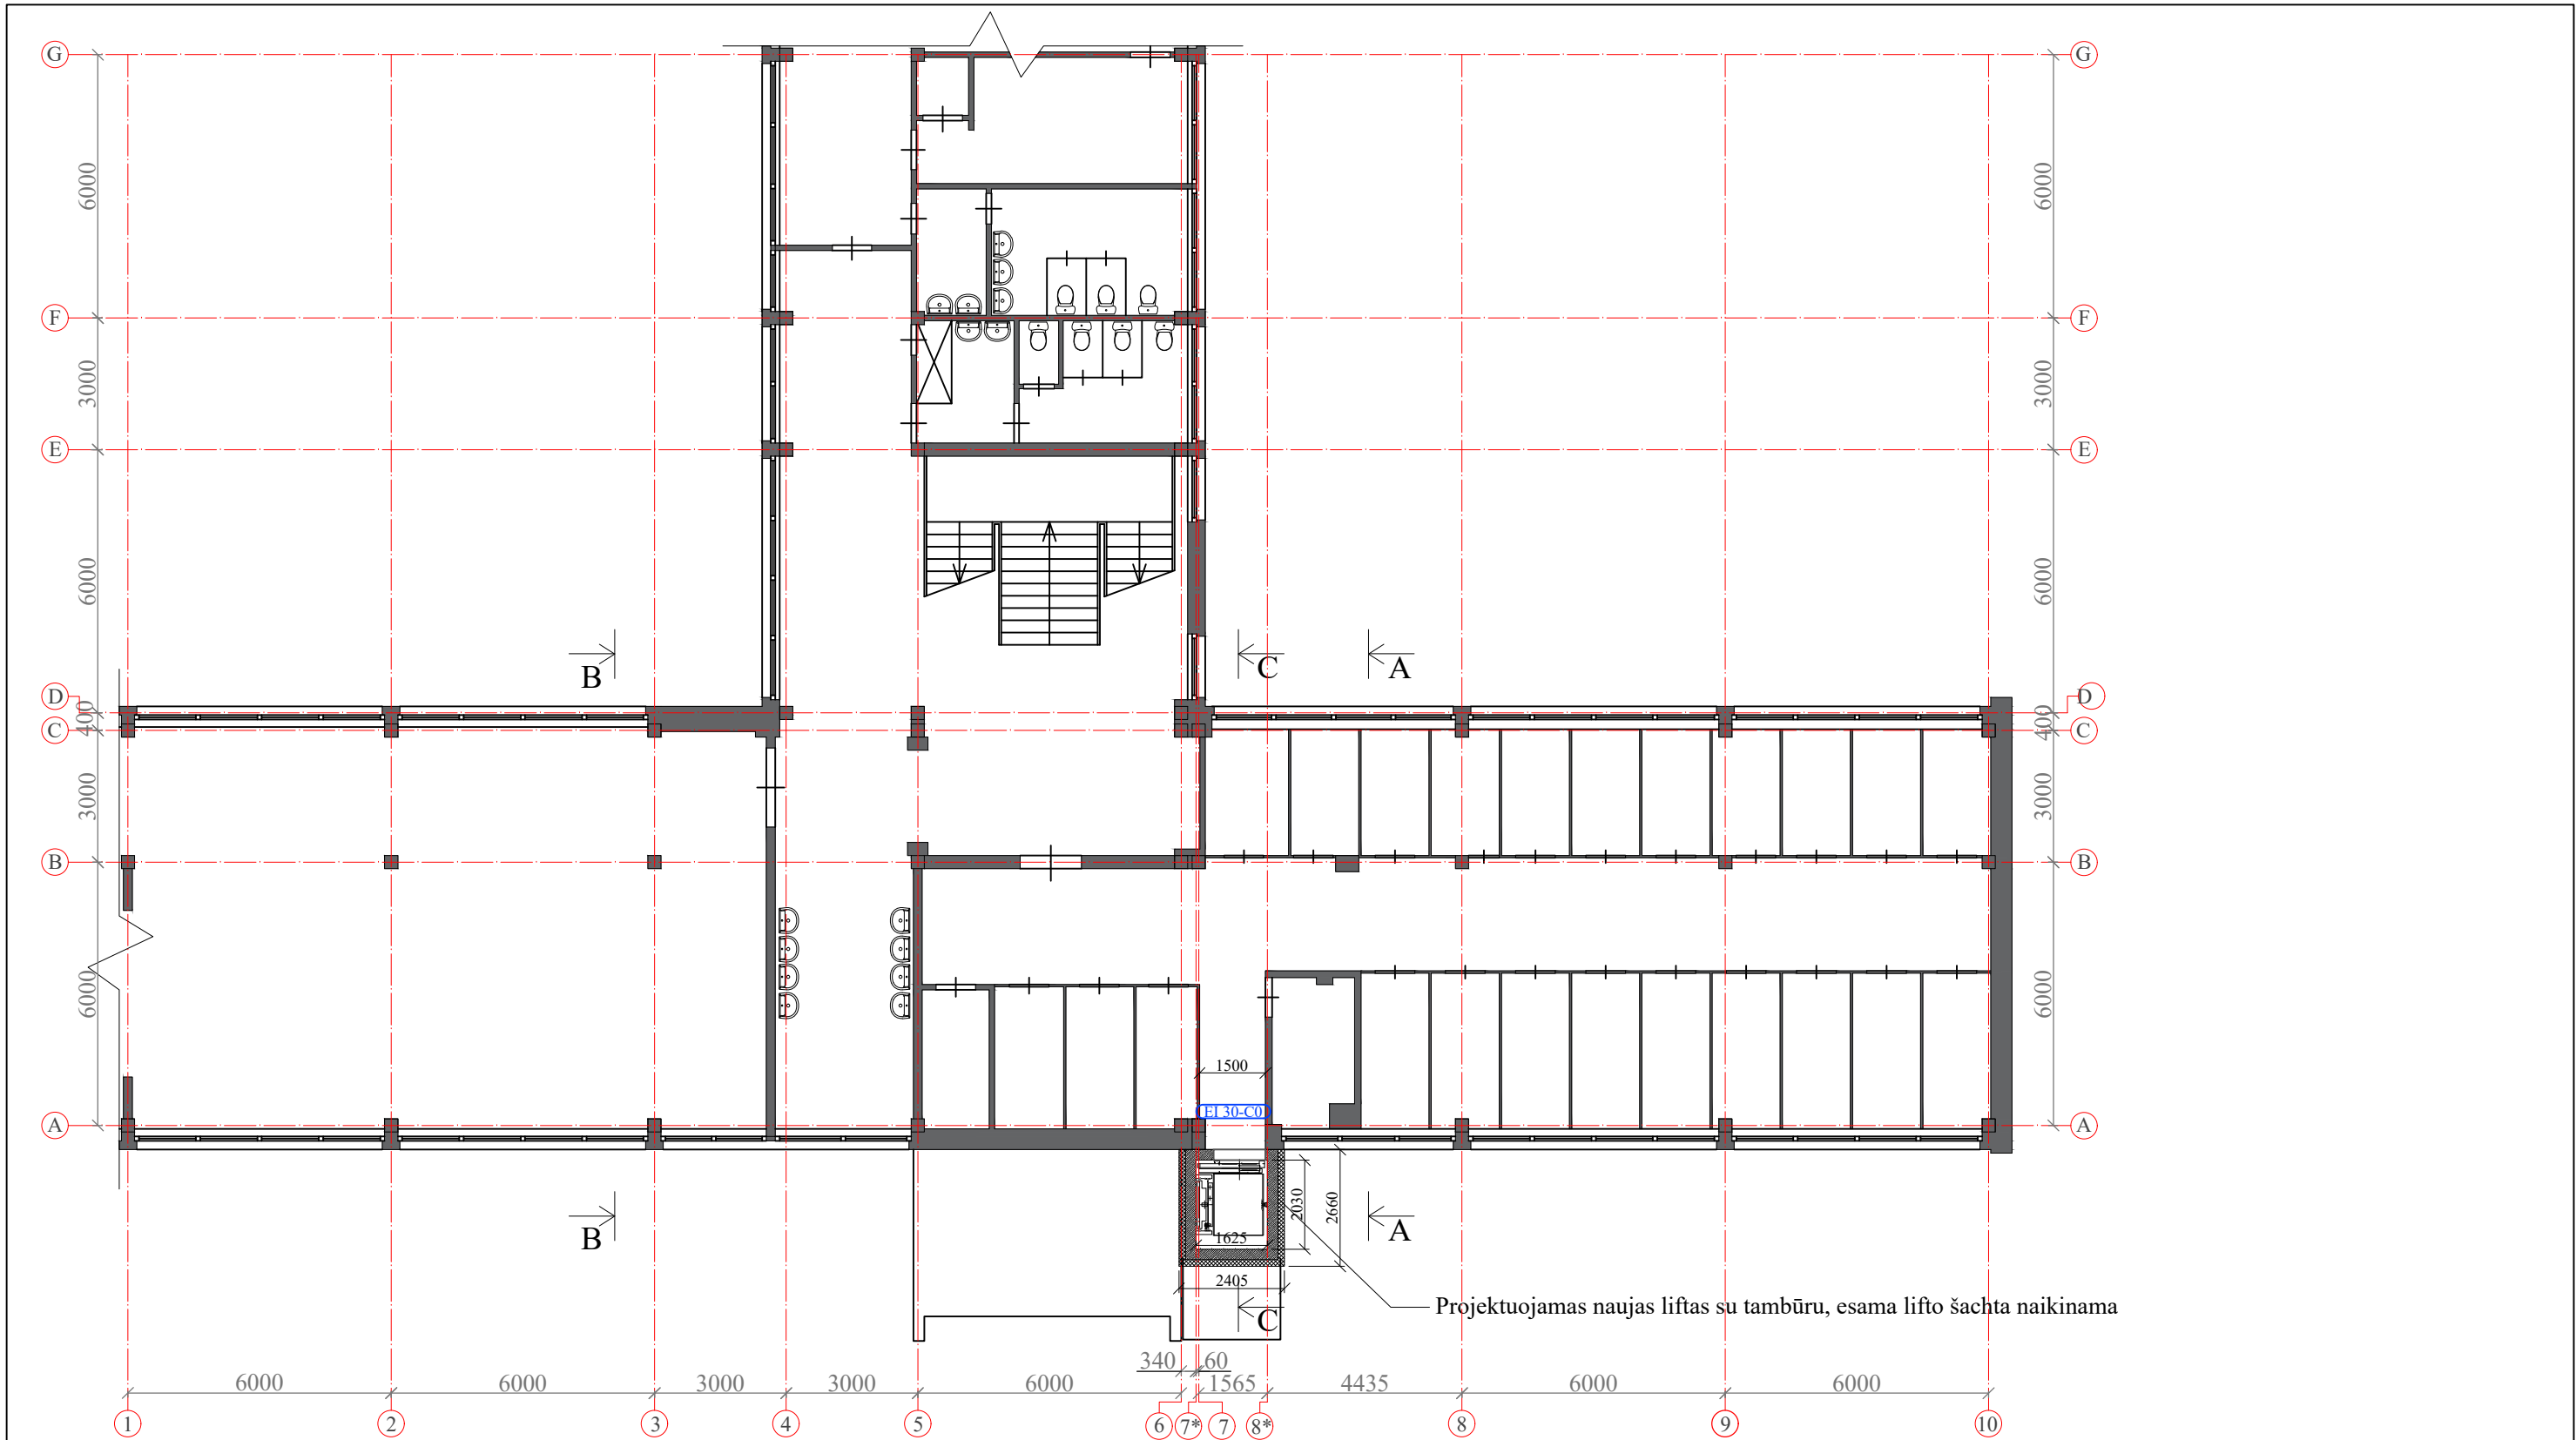 G
G
6000
6000
F
F
3000
3000
E
E
6000
6000
B
C
A
D
D
400
400
C
C
3000
3000
B
B
6000
6000
1500
EI 30-C0
A
A
2030
2660
B
A
1625
2405
C
Projektuojamas naujas liftas su tambūru, esama lifto šachta naikinama
340
60
6000
6000
3000
3000
6000
1565
4435
6000
6000
1
2
3
4
5
6
7*
7
8*
8
9
10